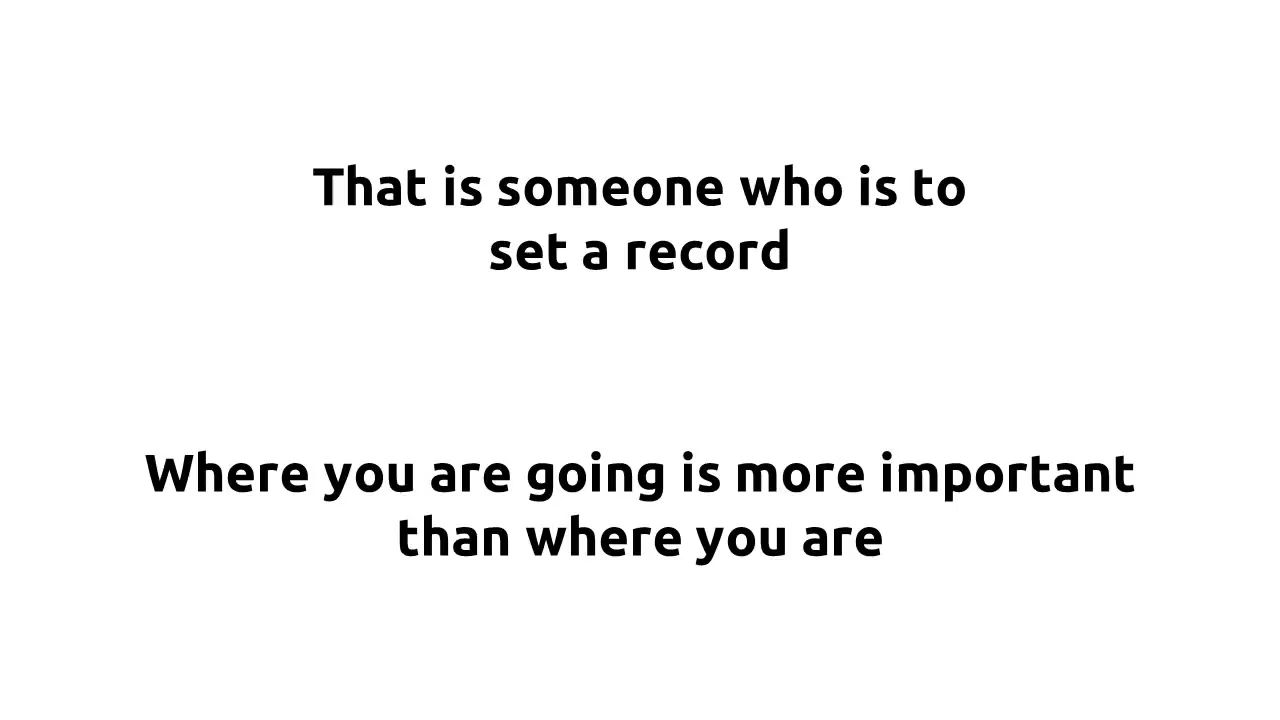 That is someone who is to
set a record
Where you are going is more important
than where you are